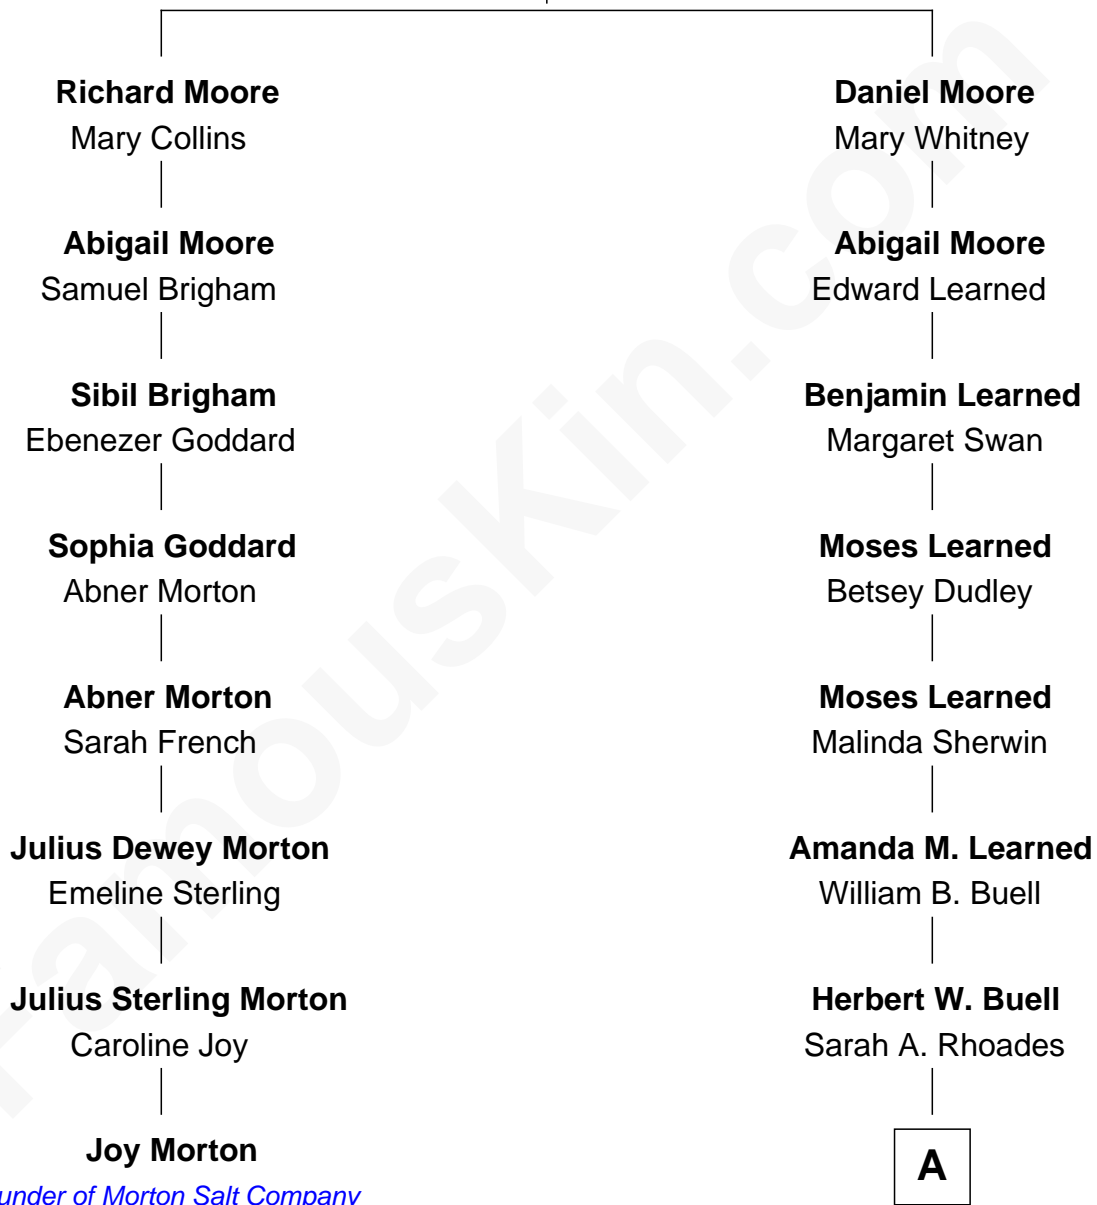 Richard Moore
Mary Collins
Abigail Moore
Samuel Brigham
Sibil Brigham
Ebenezer Goddard
Sophia Goddard
Abner Morton
Abner Morton
Sarah French
Julius Dewey Morton
Emeline Sterling
Julius Sterling Morton
Caroline Joy
Joy Morton
under of Morton Salt Company
Daniel Moore
Mary Whitney
Abigail Moore
Edward Learned
Benjamin Learned
Margaret Swan
Moses Learned
Betsey Dudley
Moses Learned
Malinda Sherwin
Amanda M. Learned
William B. Buell
Herbert W. Buell
Sarah A. Rhoades
A
FamousKin.com